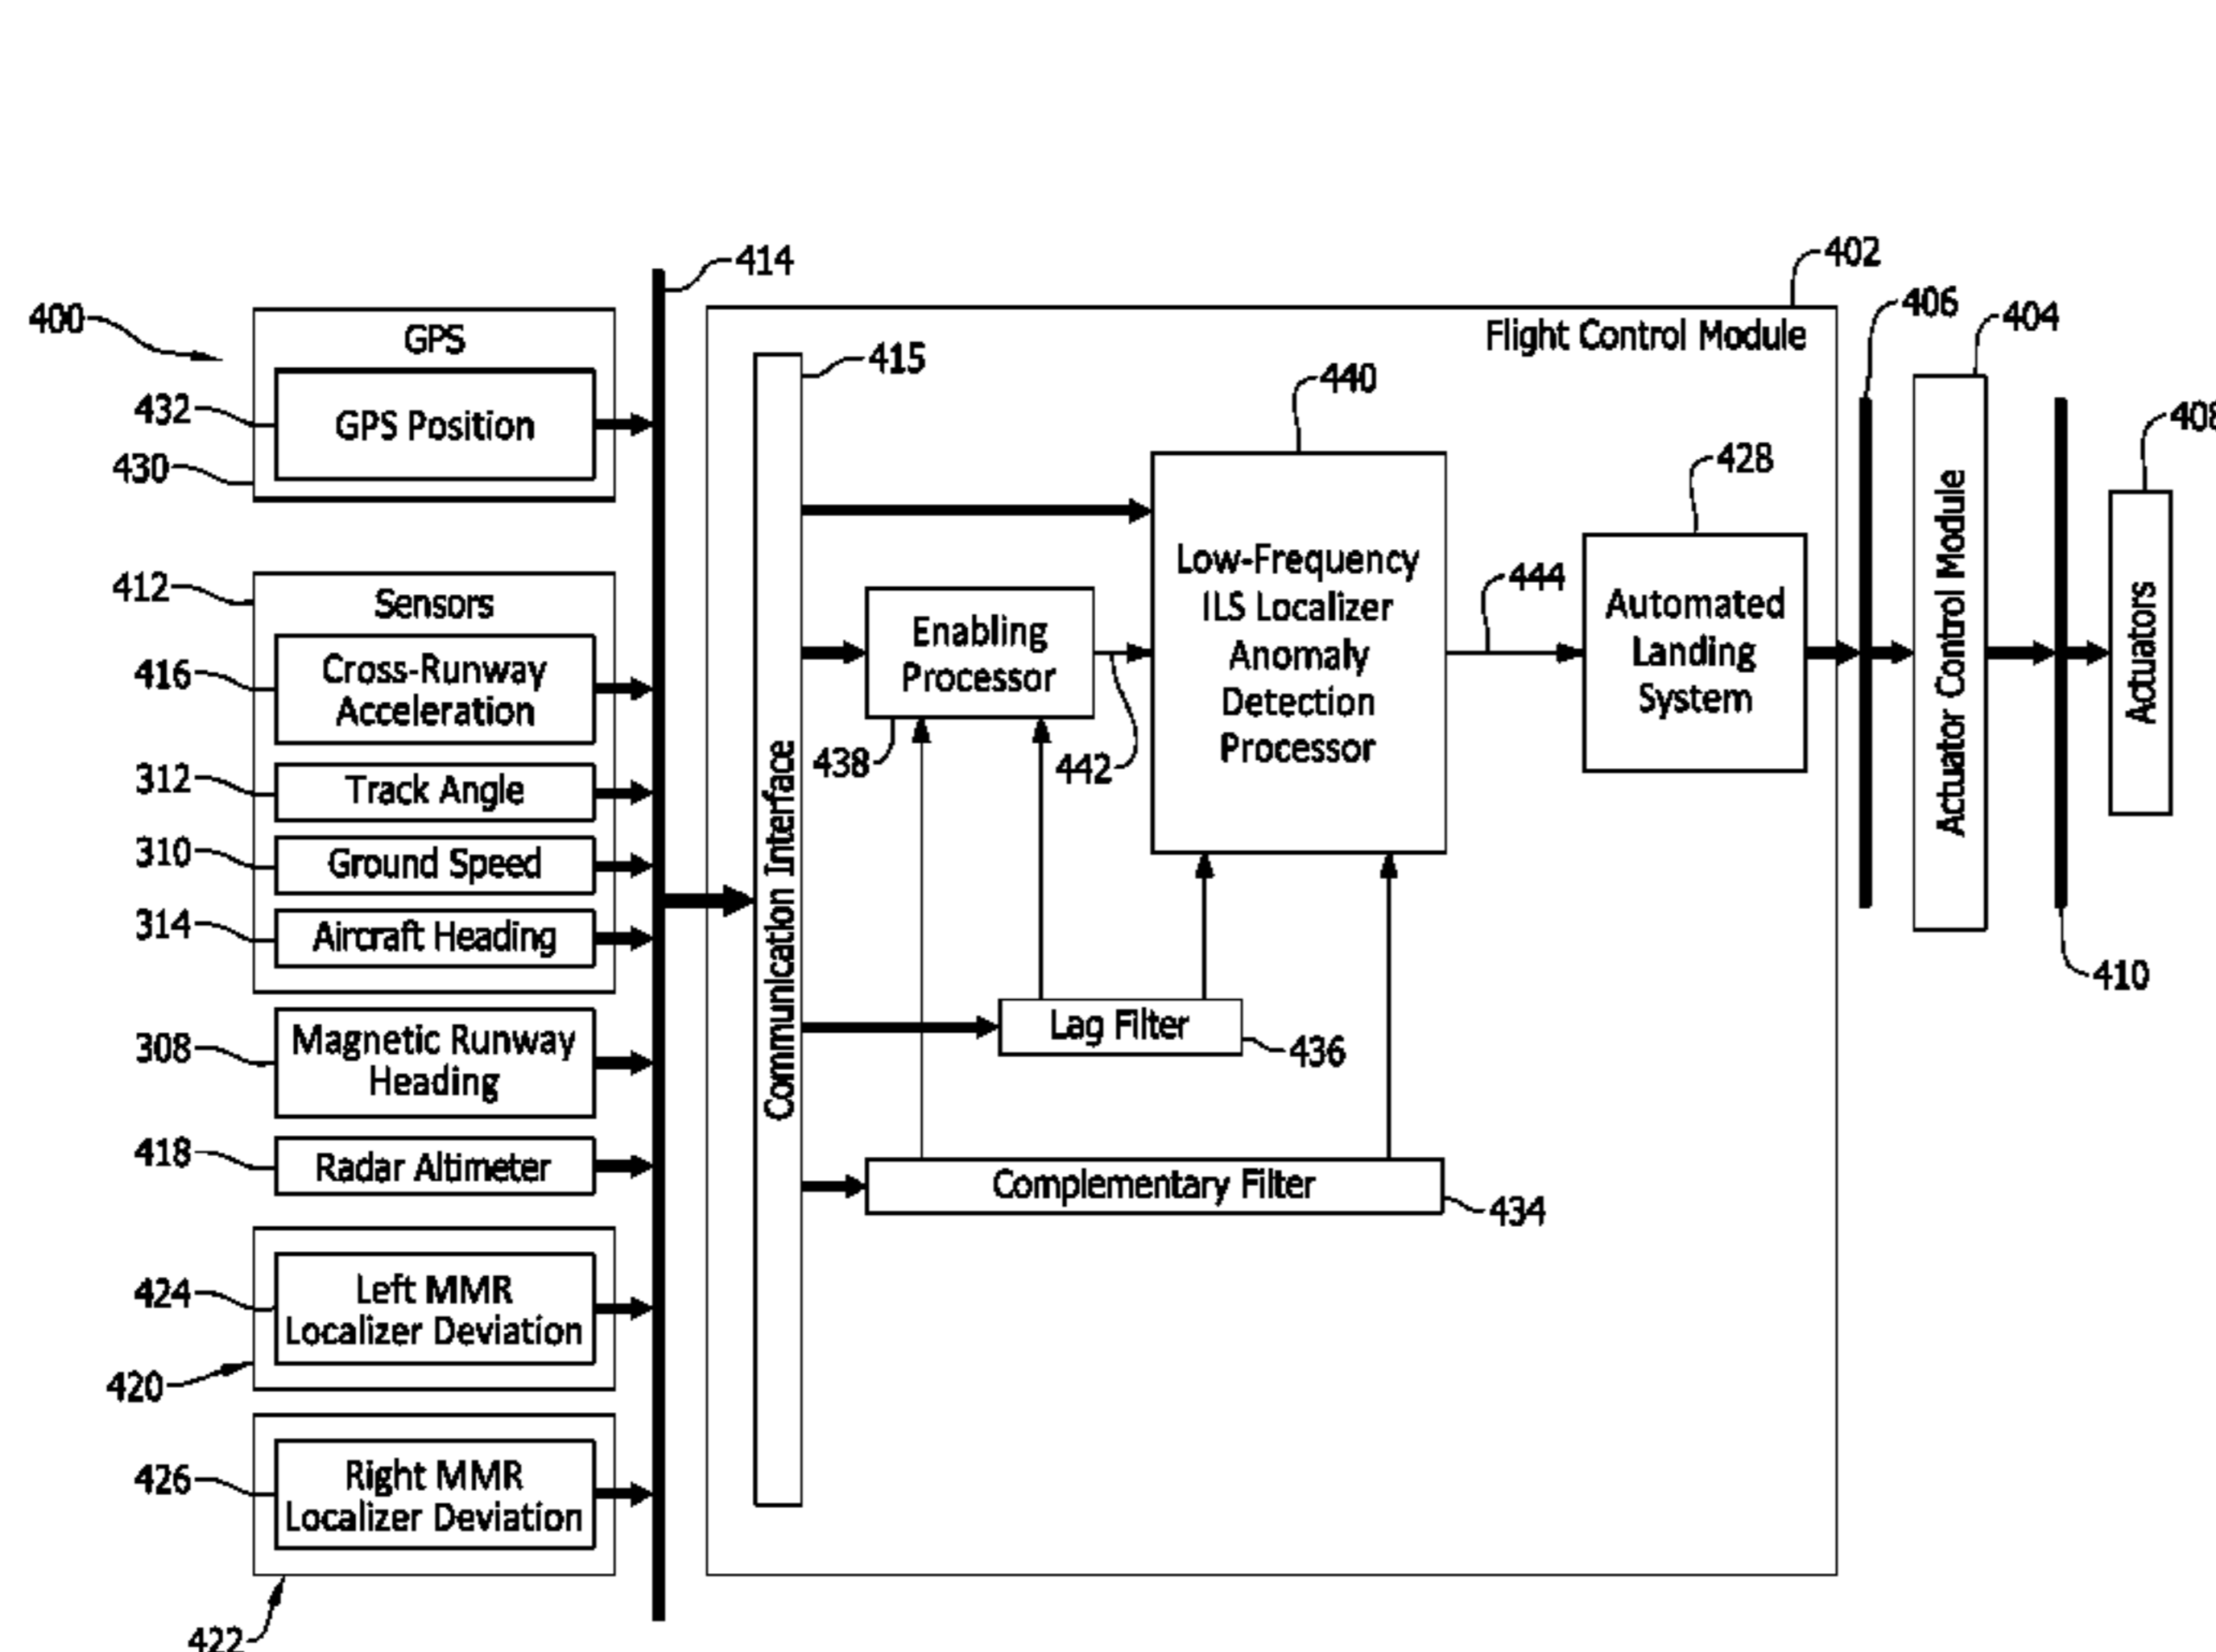 400
GPS
432
GPS Position
430
414
412
Sensors
416
Cross-Runway
Acceleration
312
Track Angle
310
Ground Speed
314
Aircraft Heading
308
Magnetic Runway
Heading
418
Radar Altimeter
424
Left MMR
Localizer Deviation
420
426
Right MMR
Localizer Deviation
422
402
Flight Control Module
415
Communication Interface
440
Low-Frequency
ILS Localizer
Anomaly
Detection
Processor
Enabling
Processor
438
442
444
428
Automated
Landing
System
Lag Filter
436
Complementary Filter
434
406
404
Actuator Control Module
408
Actuators
410